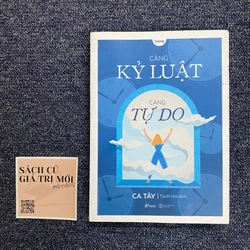 CÀNG
KỶ LUẬT
CÀNG
TỰ DO
CA TÂY
SÁCH CŨ
GIÁ TRỊ MỚI